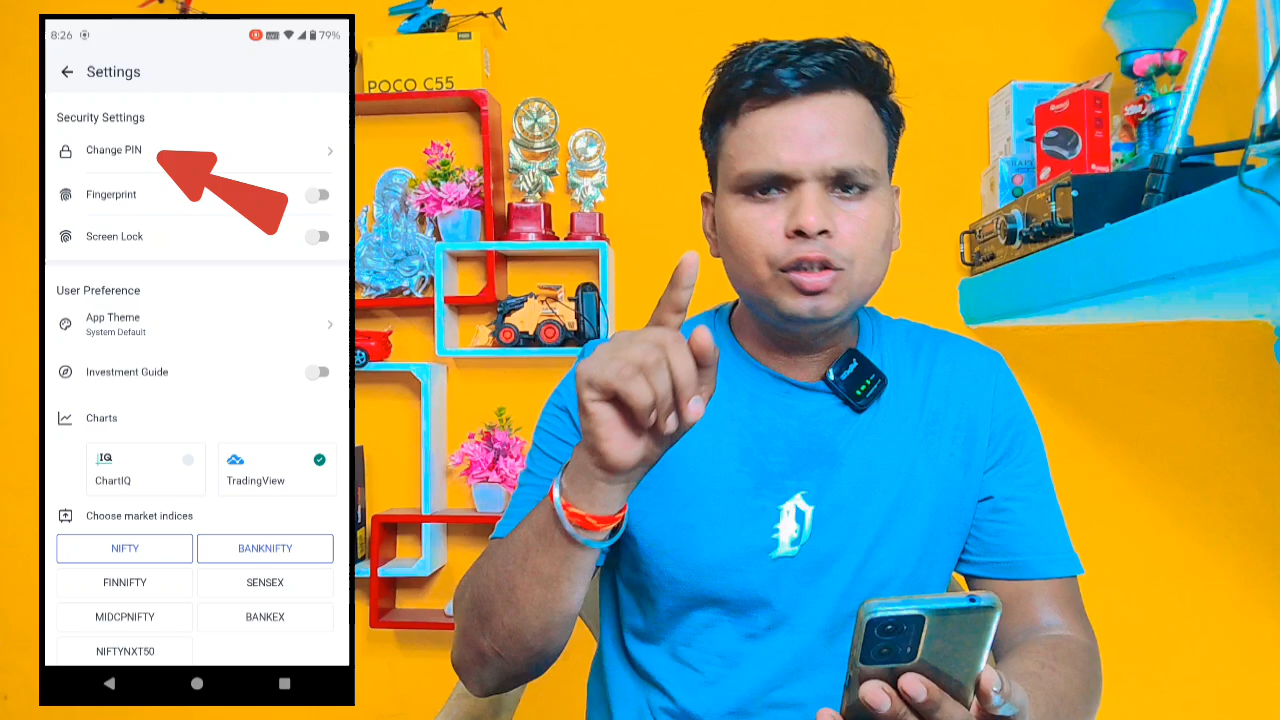 8:26
79%
Settings
Security Settings
Change PIN
Fingerprint
Screen Lock
User Preference
App Theme
System Default
Investment Guide
Charts
IQ
ChartIQ
TradingView
Choose market indices
NIFTY
BANKNIFTY
FINNIFTY
SENSEX
MIDCPNIFTY
BANKEX
NIFTYNXT50
POCO C55
D